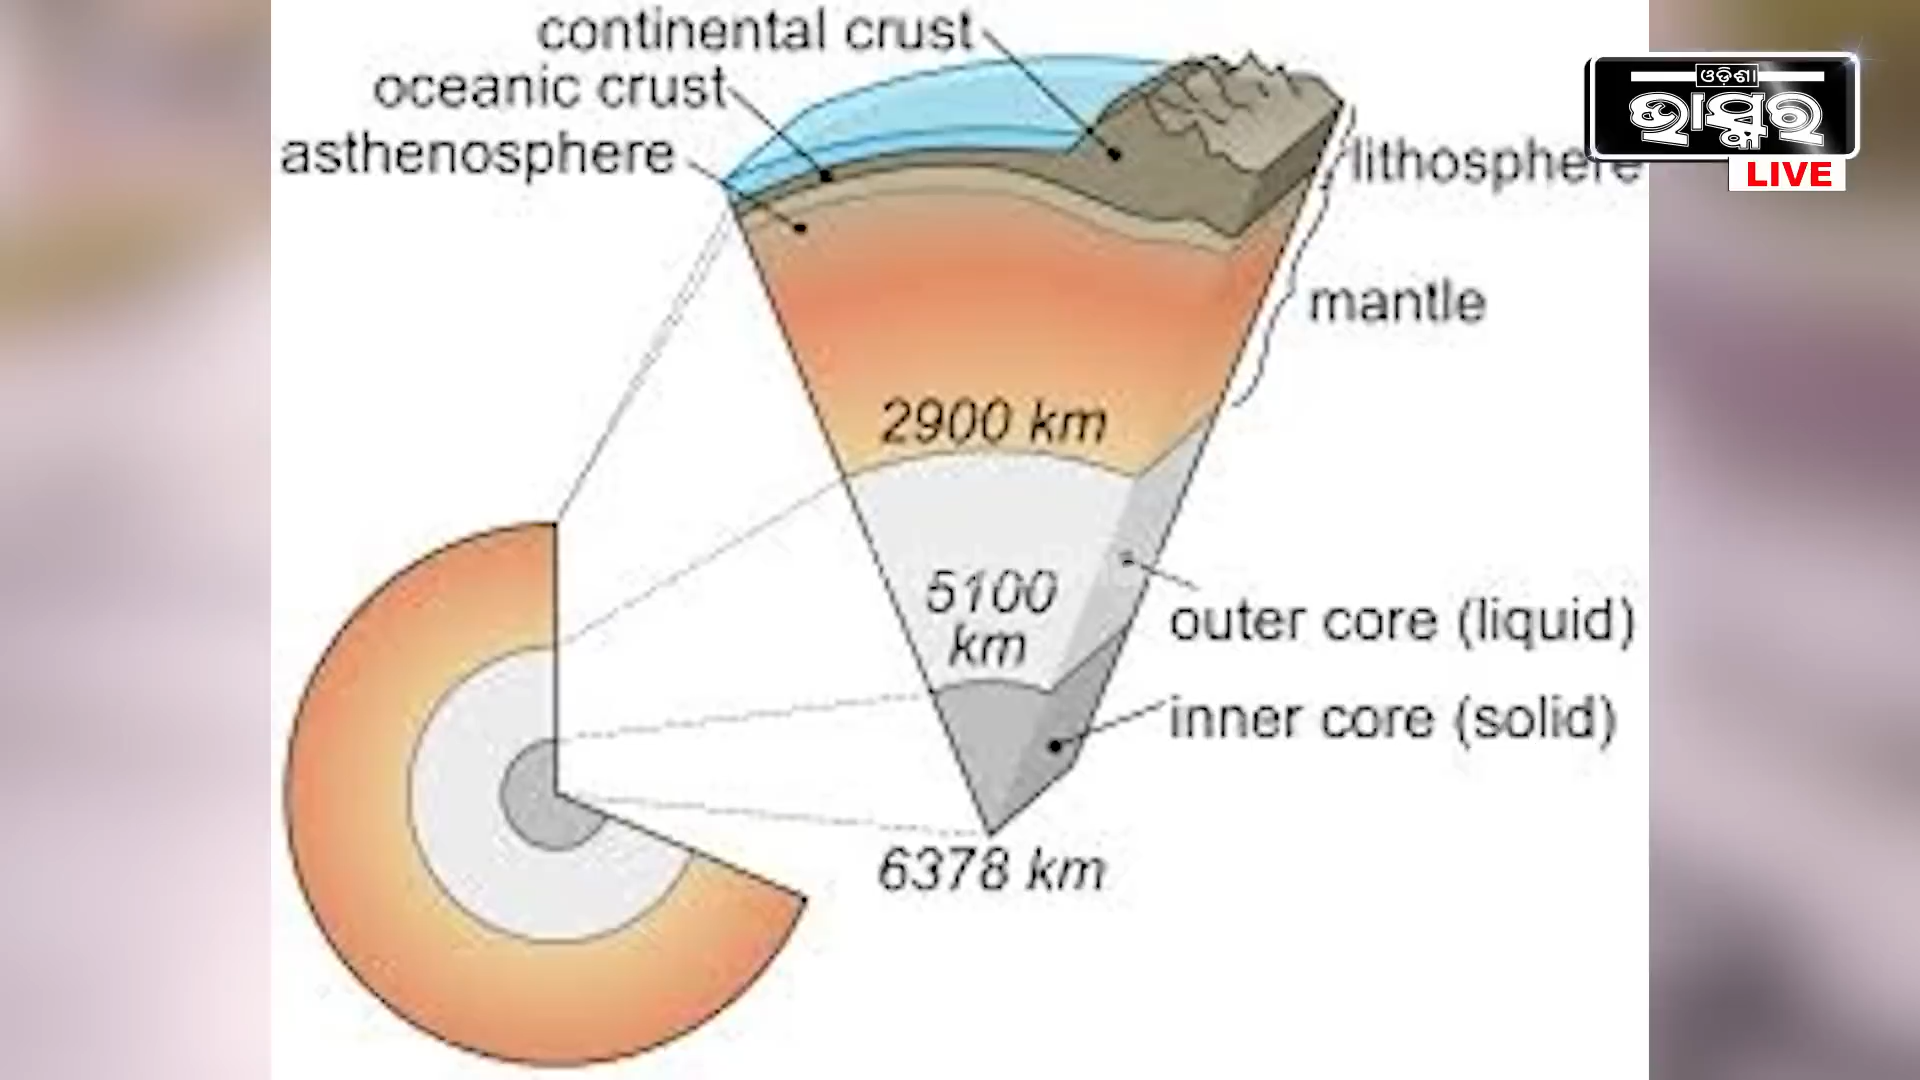 continental crust
oceanic crust
asthenosphere
lithosphere
ଓଡ଼ିଶା
ଭାସ୍କର
LIVE
mantle
2900 km
5100
km
outer core (liquid)
inner core (solid)
6378 km